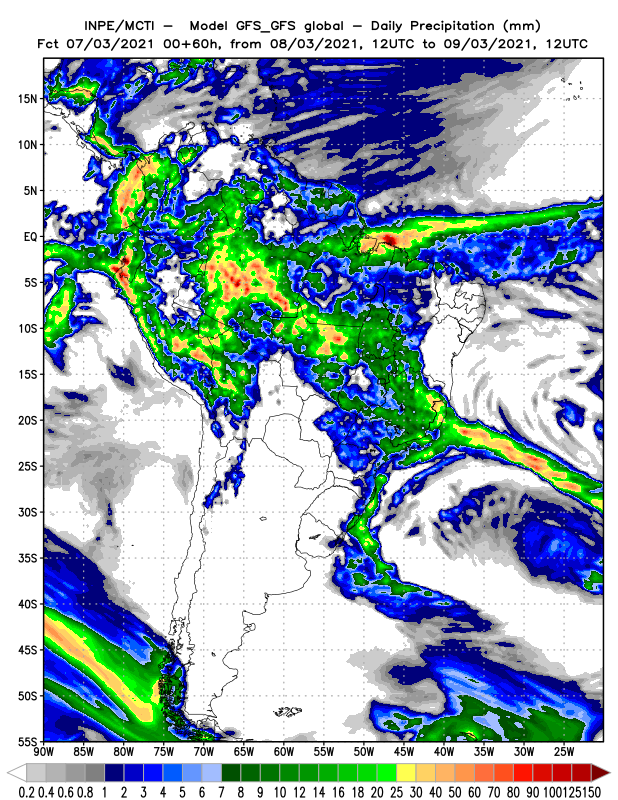 INPE/MCTI – Model GFS_GFS global – Daily Precipitation (mm)
Fct 07/03/2021 00+60h, from 08/03/2021, 12UTC to 09/03/2021, 12UTC
15N
10N
5N
EQ
5S
10S
15S
20S
25S
30S
35S
40S
45S
50S
55S
90W 85W 80W 75W 70W 65W 60W 55W 50W 45W 40W 35W 30W 25W
0.2 0.4 0.6 0.8 1 2 3 4 5 6 7 8 9 10 12 14 16 18 20 25 30 40 50 60 70 80 90 100 125 150